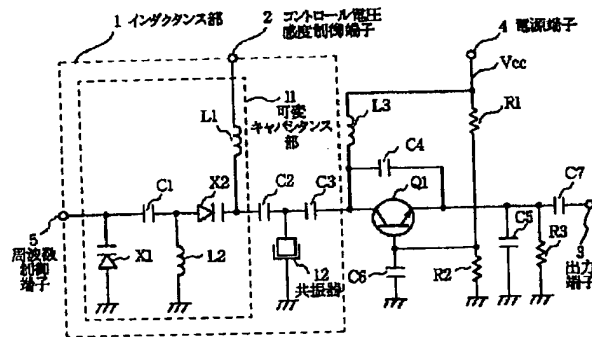 1 インダクタンス部
2 コントロール電圧
感度制御端子
4 電源端子
Vcc
11
可変
キャパシタンス
部
L1
L3
R1
C4
C1
X2
C2
C3
Q1
C7
5
周波数
制御
端子
X1
L2
12
共振器
C6
R2
C5
R3
3
出力
端子